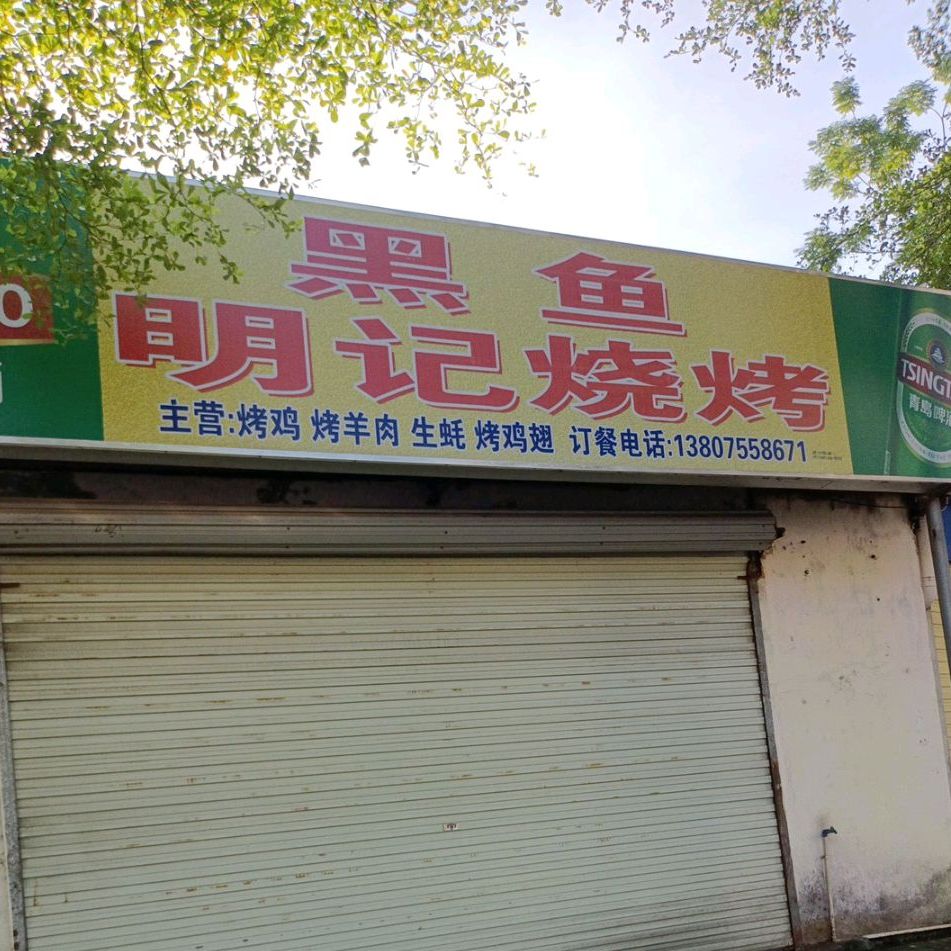 黑鱼
明记烧烤
主营:烤鸡 烤羊肉 生蚝 烤鸡翅 订餐电话:13807558671
O
TSINGT
青島啤